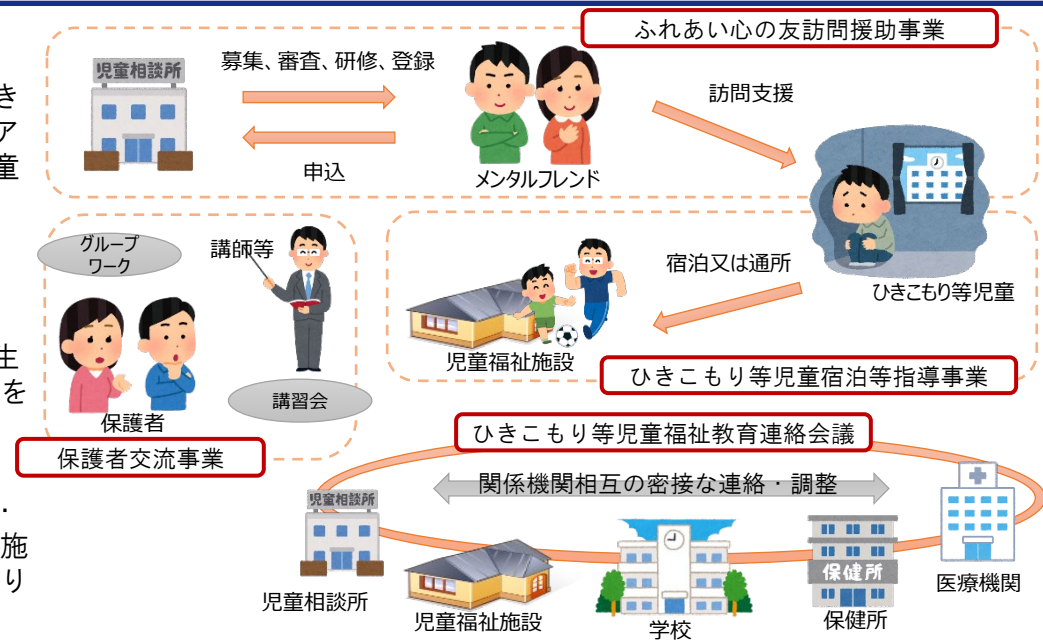 ふれあい心の友訪問援助事業
児童相談所
募集、審査、研修、登録
申込
メンタルフレンド
訪問支援
き
ア
童
ひきこもり等児童
宿泊又は通所
児童福祉施設
ひきこもり等児童宿泊等指導事業
グループ
ワーク
講師等
保護者
講習会
保護者交流事業
生
を
ひきこもり等児童福祉教育連絡会議
関係機関相互の密接な連絡・調整
児童相談所
児童相談所
児童福祉施設
学校
保健所
保健所
医療機関
・
施
り